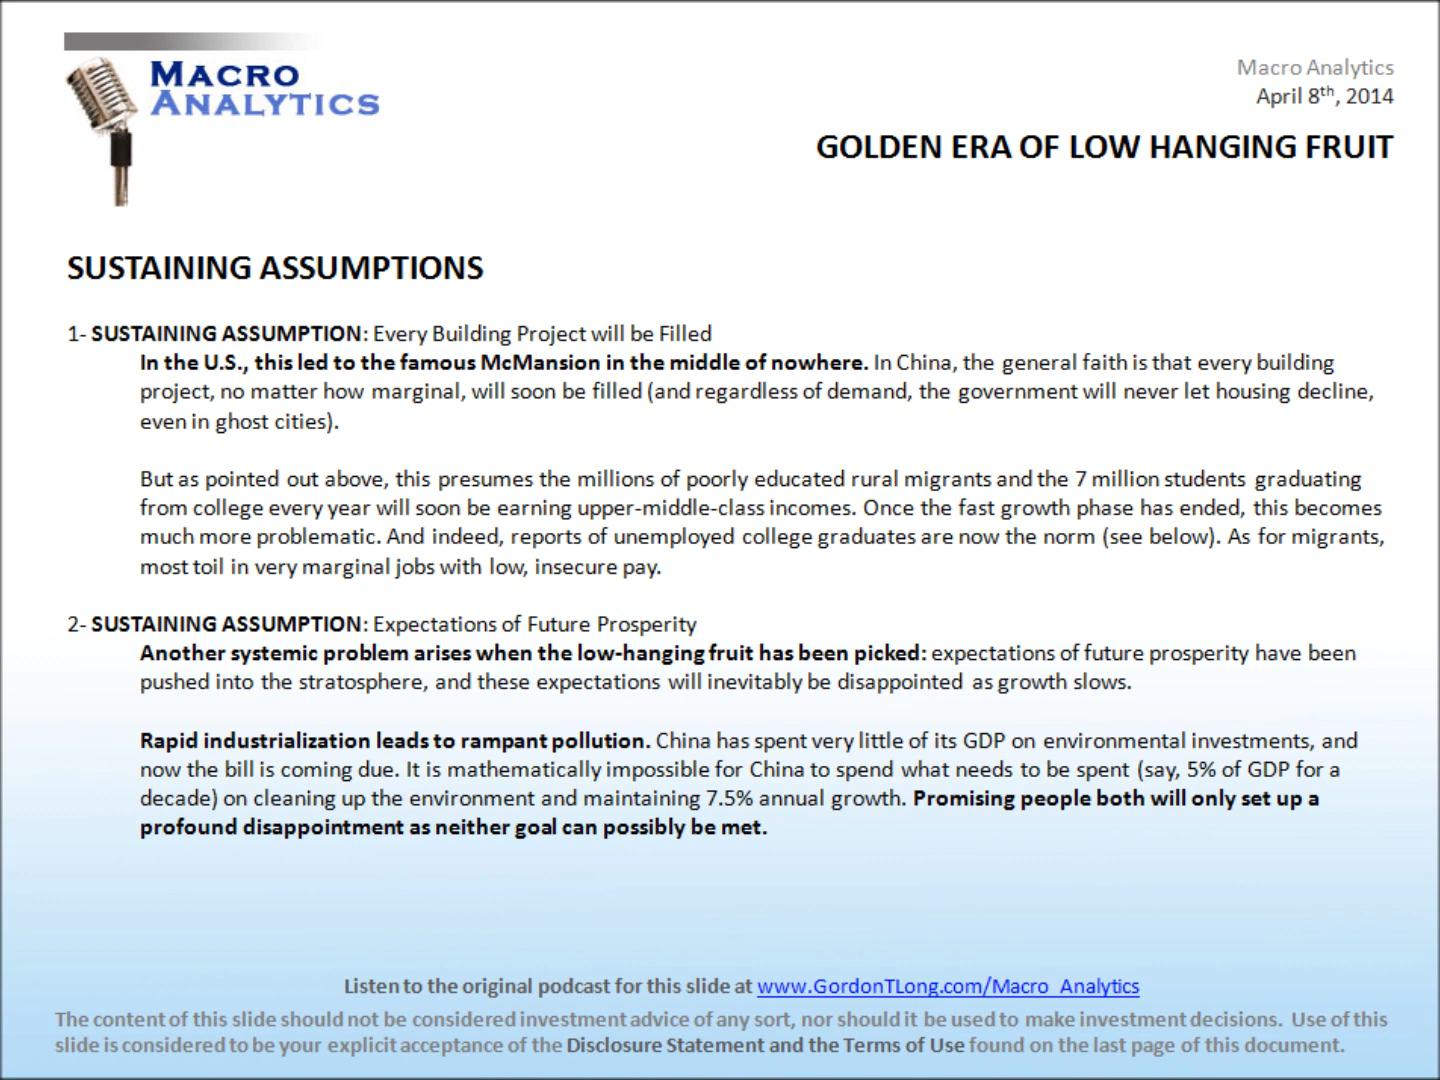 MACRO
ANALYTICS
Macro Analytics
April 8th, 2014
GOLDEN ERA OF LOW HANGING FRUIT
SUSTAINING ASSUMPTIONS
1- SUSTAINING ASSUMPTION: Every Building Project will be Filled
In the U.S., this led to the famous McMansion in the middle of nowhere. In China, the general faith is that every building
project, no matter how marginal, will soon be filled (and regardless of demand, the government will never let housing decline,
even in ghost cities).
But as pointed out above, this presumes the millions of poorly educated rural migrants and the 7 million students graduating
from college every year will soon be earning upper-middle-class incomes. Once the fast growth phase has ended, this becomes
much more problematic. And indeed, reports of unemployed college graduates are now the norm (see below). As for migrants,
most toil in very marginal jobs with low, insecure pay.
2- SUSTAINING ASSUMPTION: Expectations of Future Prosperity
Another systemic problem arises when the low-hanging fruit has been picked: expectations of future prosperity have been
pushed into the stratosphere, and these expectations will inevitably be disappointed as growth slows.
Rapid industrialization leads to rampant pollution. China has spent very little of its GDP on environmental investments, and
now the bill is coming due. It is mathematically impossible for China to spend what needs to be spent (say, 5% of GDP for a
decade) on cleaning up the environment and maintaining 7.5% annual growth. Promising people both will only set up a
profound disappointment as neither goal can possibly be met.
Listen to the original podcast for this slide at www.GordonTLong.com/Macro_Analytics
The content of this slide should not be considered investment advice of any sort, nor should it be used to make investment decisions. Use of this
slide is considered to be your explicit acceptance of the Disclosure Statement and the Terms of Use found on the last page of this document.